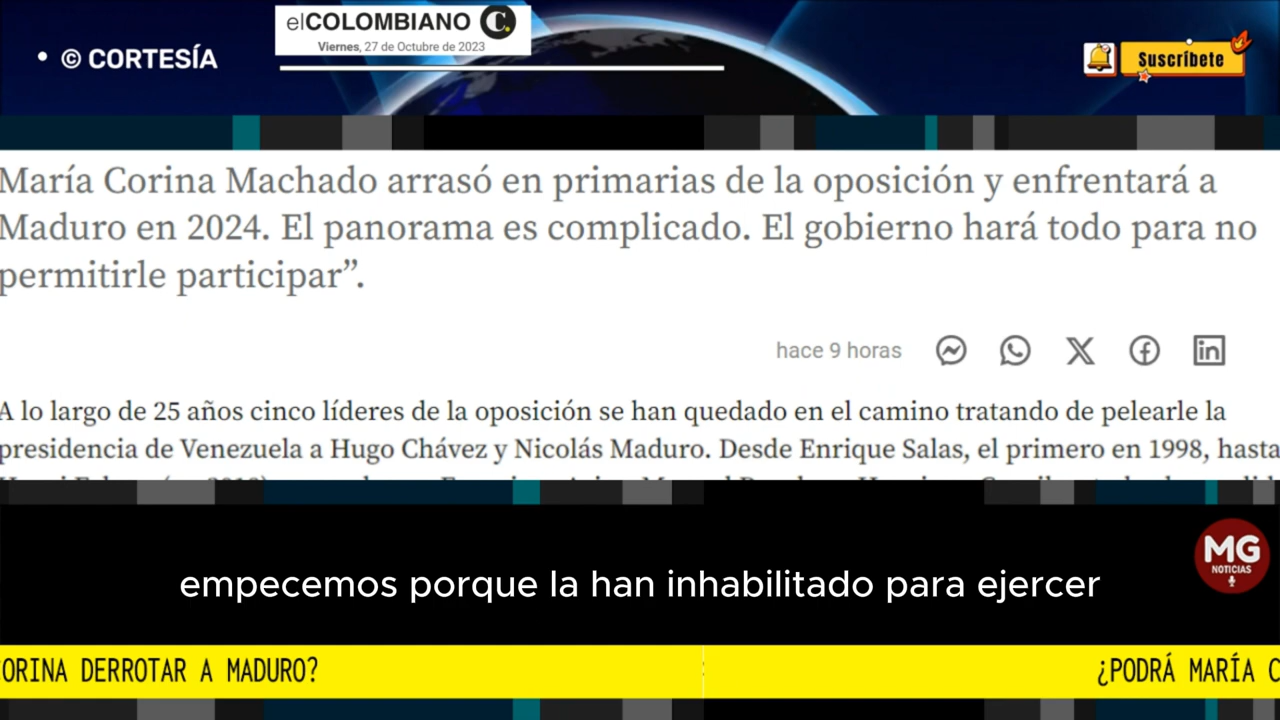 elCOLOMBIANO C.
Viernes, 27 de Octubre de 2023
• © CORTESÍA
Suscríbete
María Corina Machado arrasó en primarias de la oposición y enfrentará a
Maduro en 2024. El panorama es complicado. El gobierno hará todo para no
permitirle participar”.
hace 9 horas
A lo largo de 25 años cinco líderes de la oposición se han quedado en el camino tratando de pelearle la
presidencia de Venezuela a Hugo Chávez y Nicolás Maduro. Desde Enrique Salas, el primero en 1998, hasta
MG
NOTICIAS
empecemos porque la han inhabilitado para ejercer
CORINA DERROTAR A MADURO? ¿PODRÁ MARÍA C